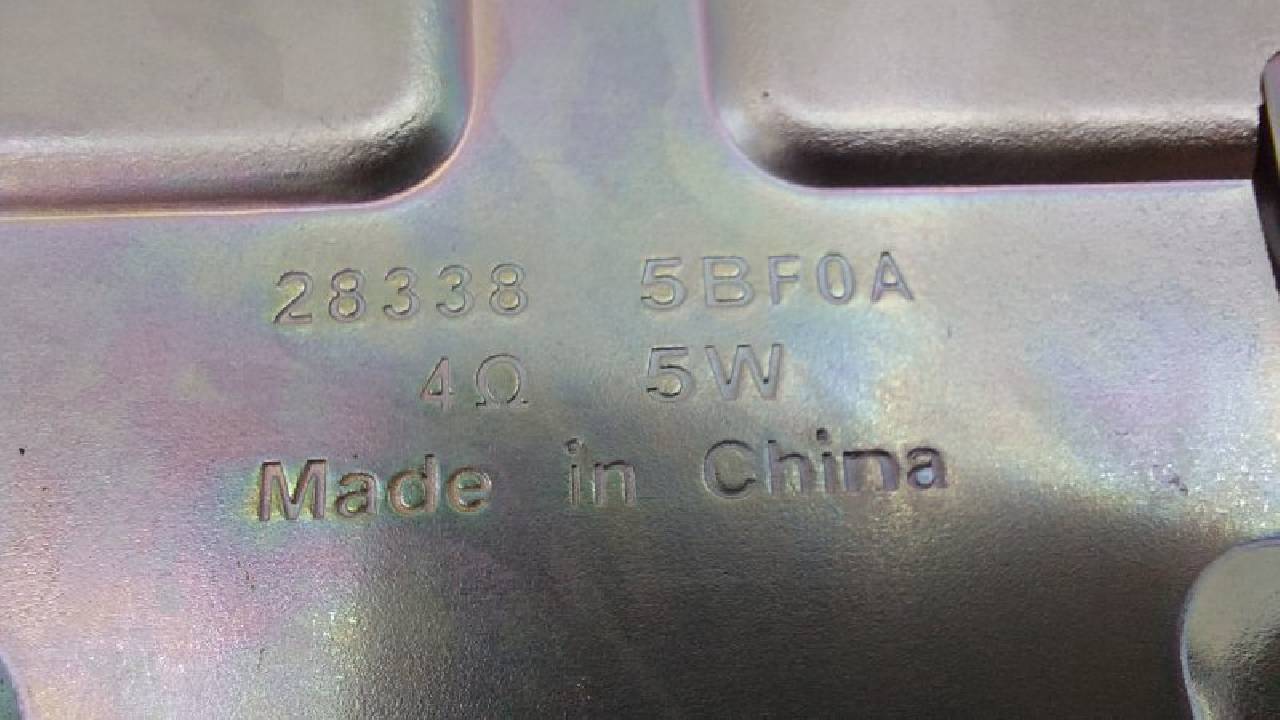 28338 5BF0A
4Ω 5W
Made in China